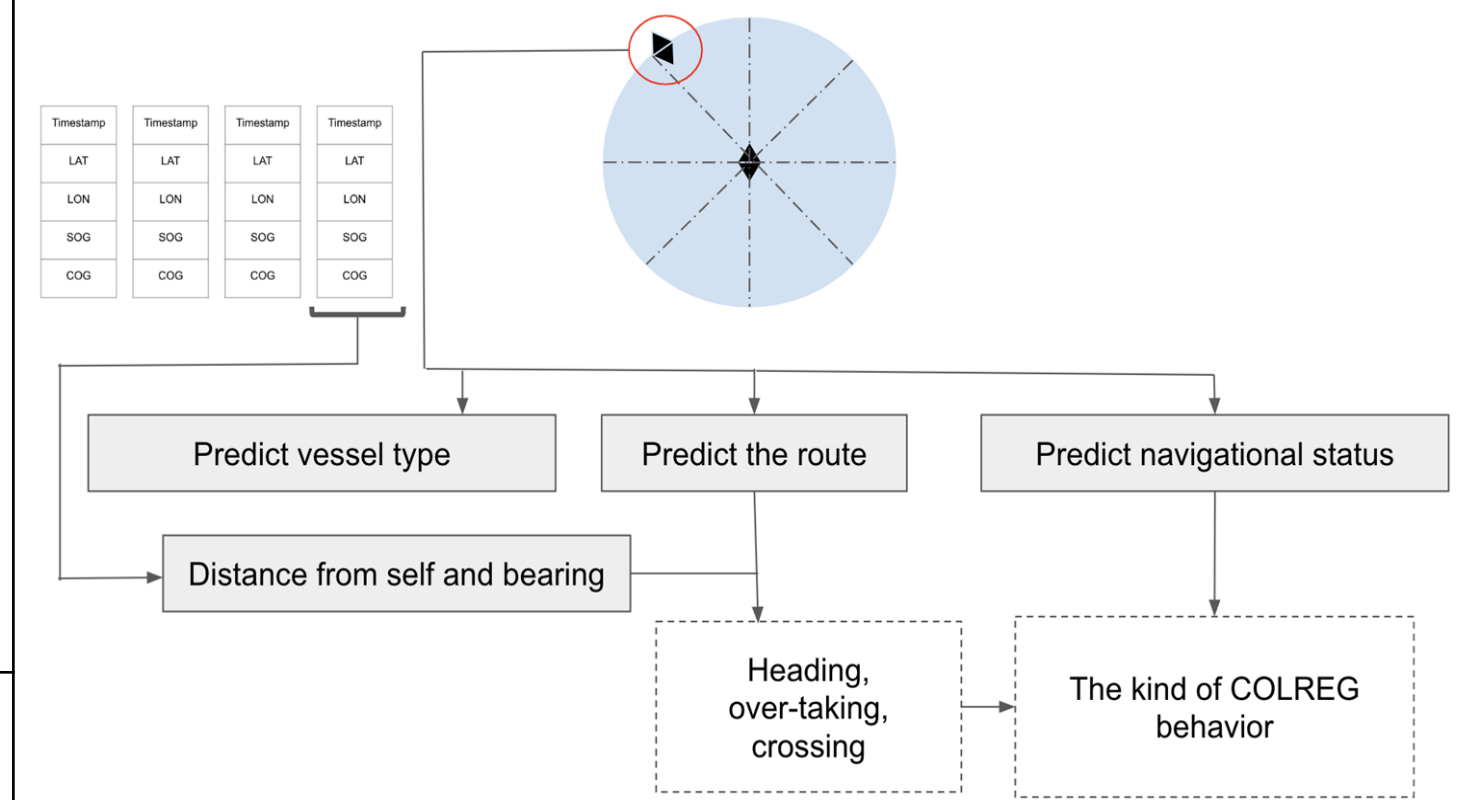 Timestamp Timestamp Timestamp Timestamp
LAT LAT LAT LAT
LON LON LON LON
SOG SOG SOG SOG
COG COG COG COG
Predict vessel type
Predict the route
Predict navigational status
Distance from self and bearing
Heading,
over-taking,
crossing
The kind of COLREG
behavior